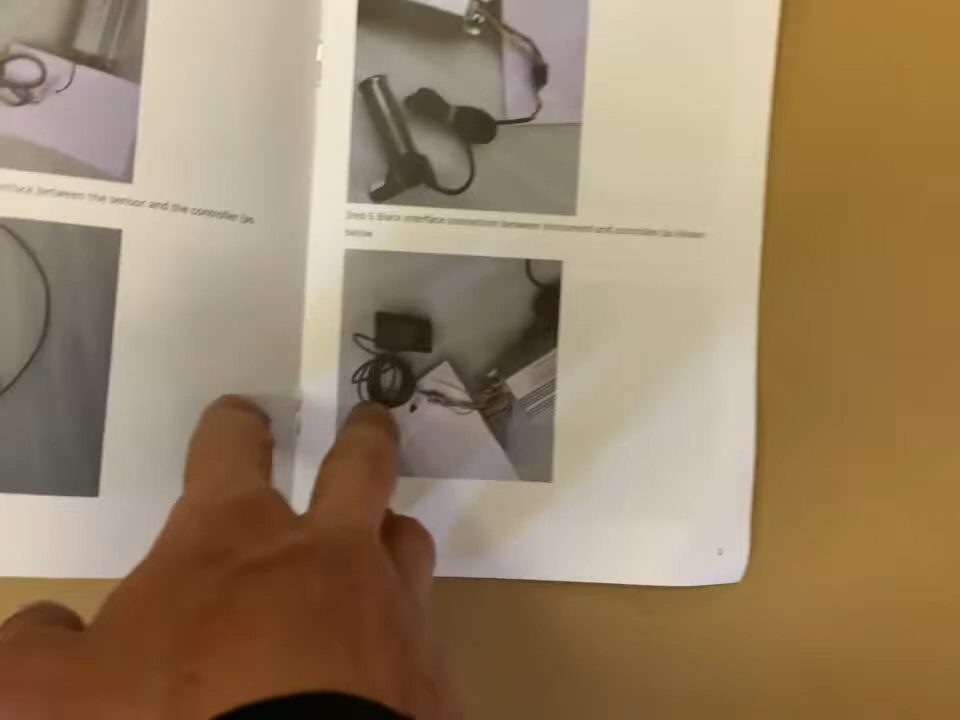 between the sensor and the controller (as
Step 5 Black interface connection between instrument and controller (as shown
below